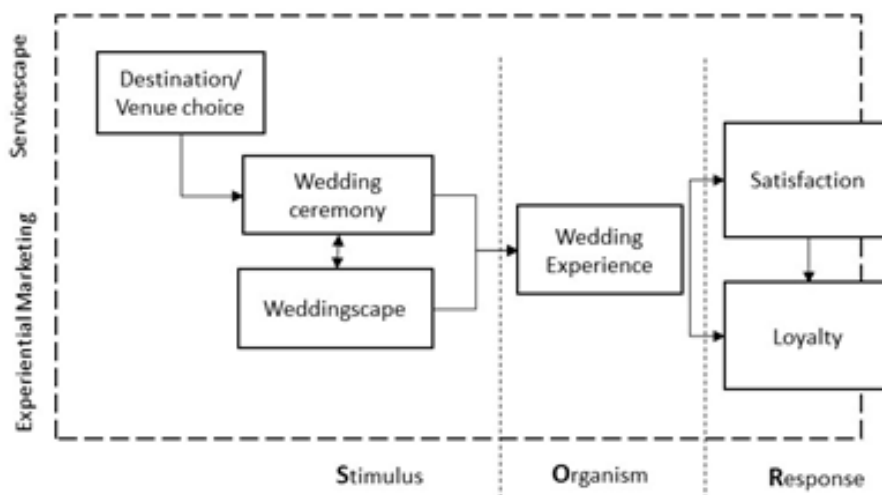 Servicescape
Experiential Marketing
Destination/
Venue choice
Wedding
ceremony
Weddingscape
Wedding
Experience
Satisfaction
Loyalty
Stimulus
Organism
Response